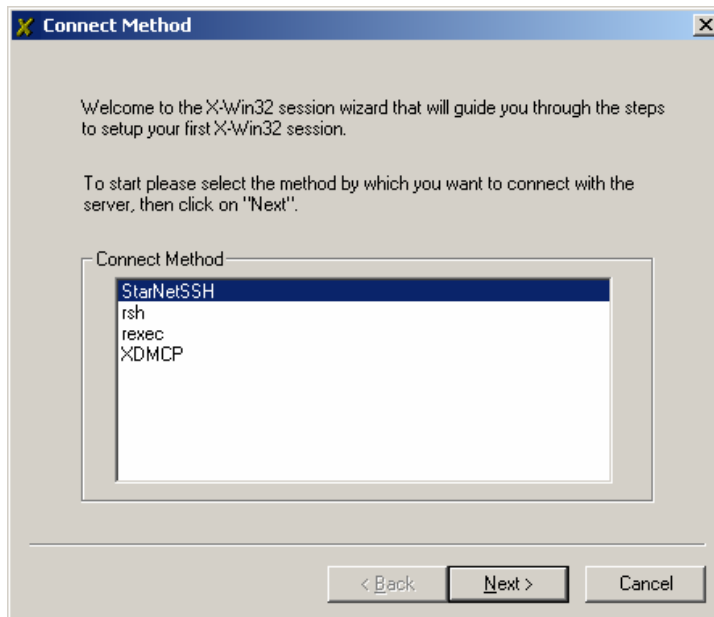 Connect Method
Welcome to the X-Win32 session wizard that will guide you through the steps
to setup your first X-Win32 session.
To start please select the method by which you want to connect with the
server, then click on "Next".
Connect Method
StarNetSSH
rsh
rexec
XDMCP
< Back
Next >
Cancel